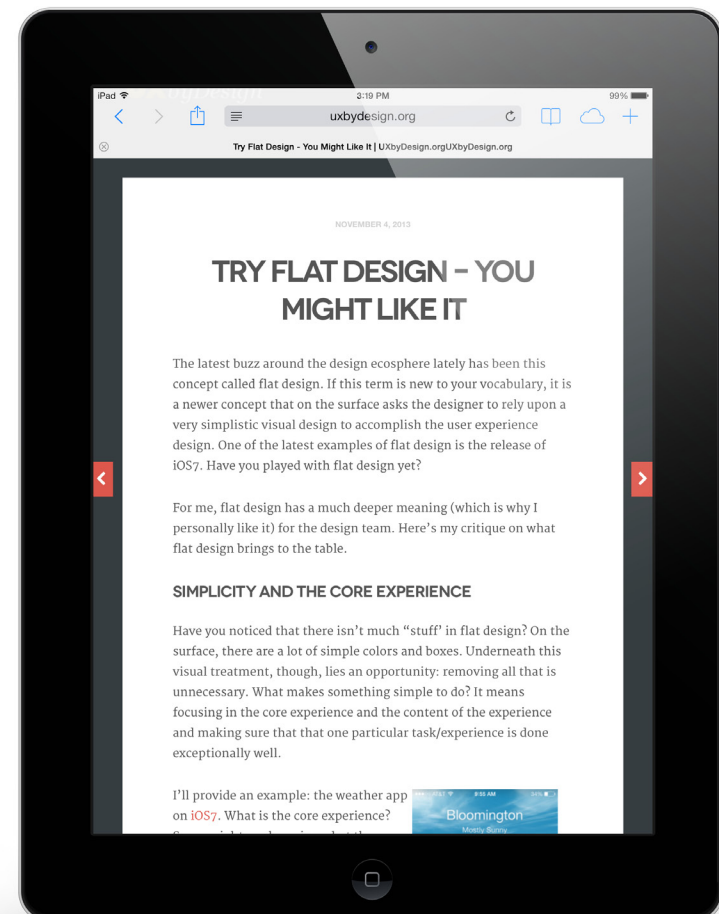 iPad 3:19 PM 99%
uxbydesign.org
Try Flat Design - You Might Like It | UXbyDesign.orgUXbyDesign.org
NOVEMBER 4, 2013
TRY FLAT DESIGN – YOU
MIGHT LIKE IT
The latest buzz around the design ecosphere lately has been this
concept called flat design. If this term is new to your vocabulary, it is
a newer concept that on the surface asks the designer to rely upon a
very simplistic visual design to accomplish the user experience
design. One of the latest examples of flat design is the release of
iOS7. Have you played with flat design yet?
For me, flat design has a much deeper meaning (which is why I
personally like it) for the design team. Here’s my critique on what
flat design brings to the table.
SIMPLICITY AND THE CORE EXPERIENCE
Have you noticed that there isn’t much “stuff’ in flat design? On the
surface, there are a lot of simple colors and boxes. Underneath this
visual treatment, though, lies an opportunity: removing all that is
unnecessary. What makes something simple to do? It means
focusing in the core experience and the content of the experience
and making sure that that one particular task/experience is done
exceptionally well.
I’ll provide an example: the weather app
on iOS7. What is the core experience?
8:55 AM
Bloomington
Mostly Sunny